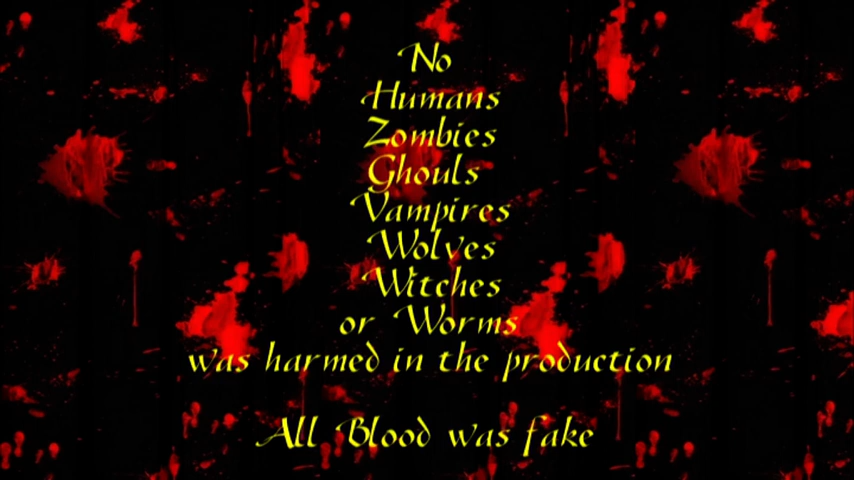 No
Humans
Zombies
Ghouls
Vampires
Wolves
Witches
or Worms
was harmed in the production
All Blood was fake